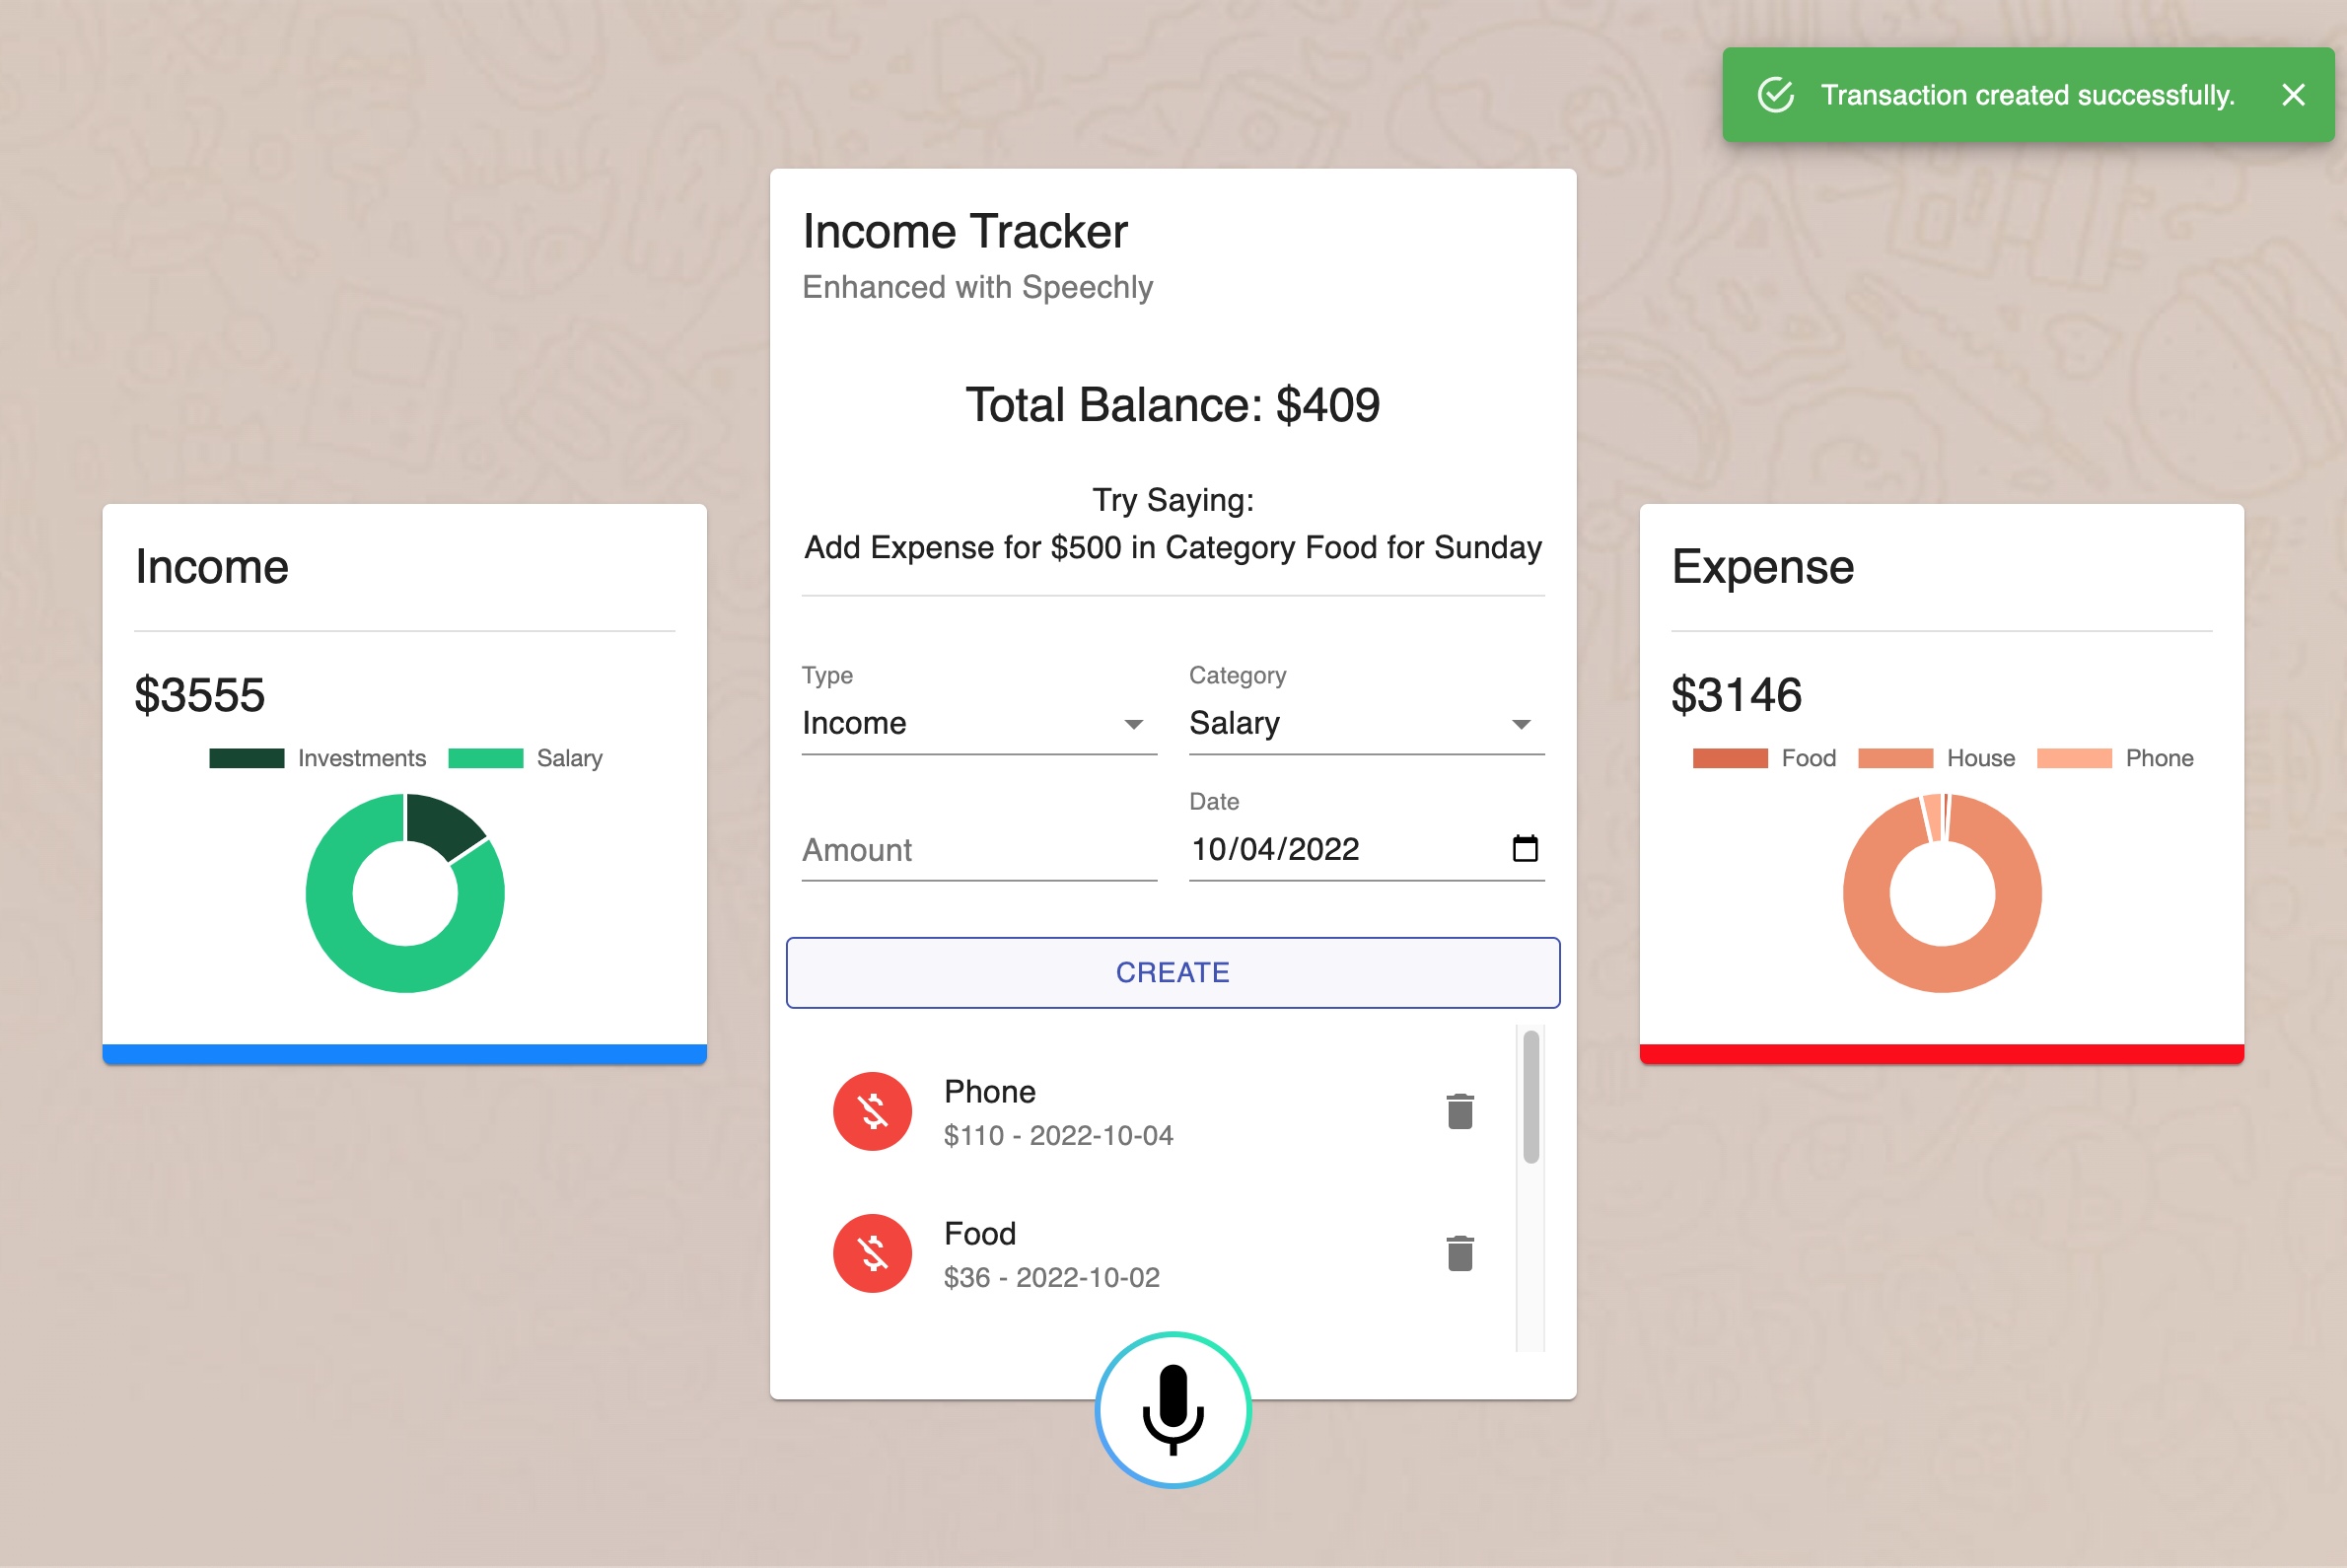 Transaction created successfully.
Income Tracker
Enhanced with Speechly
Total Balance: $409
Try Saying:
Add Expense for $500 in Category Food for Sunday
Income
$3555
Investments Salary
Type
Income
Category
Salary
Amount
Date
10/04/2022
CREATE
Phone
$110 - 2022-10-04
Food
$36 - 2022-10-02
Expense
$3146
Food House Phone